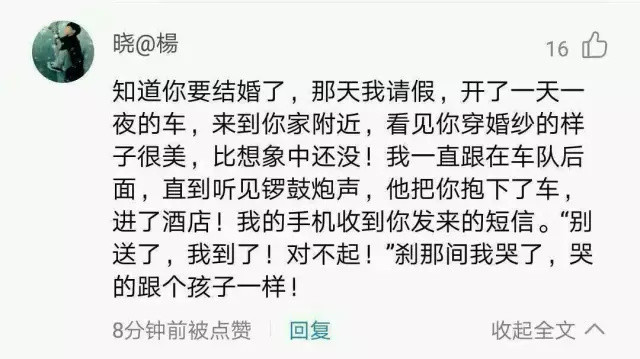 晓@楊
16
知道你要结婚了，那天我请假，开了一天一
夜的车，来到你家附近，看见你穿婚纱的样
子很美，比想象中还没！我一直跟在车队后
面，直到听见锣鼓炮声，他把你抱下了车，
进了酒店！我的手机收到你发来的短信。“别
送了，我到了！对不起！”刹那间我哭了，哭
的跟个孩子一样！
8分钟前被点赞 回复 收起全文